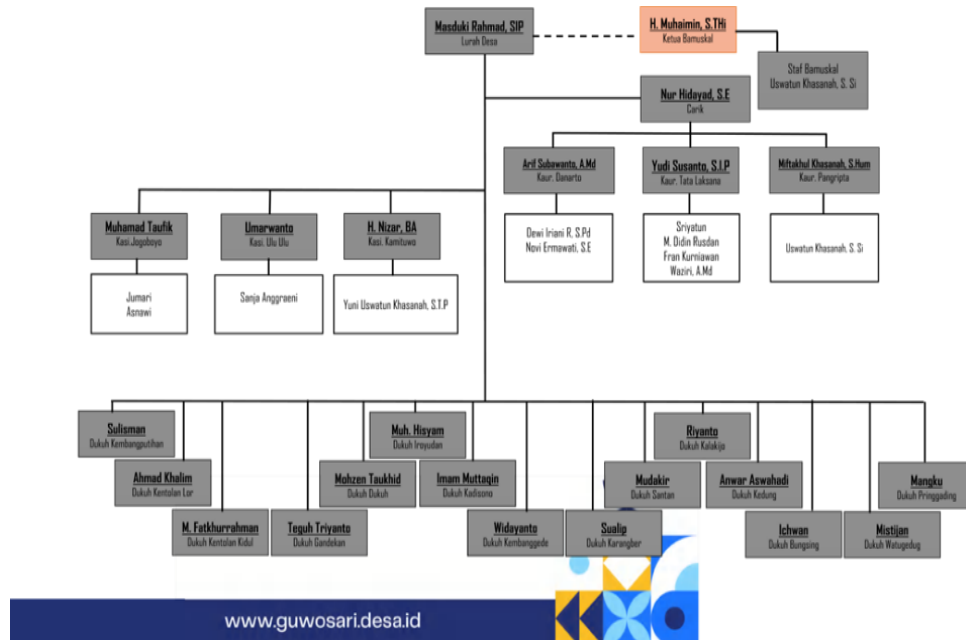 Masduki Rahmad, SIP
Lurah Desa
H. Muhaimin, S.THi
Ketua Bamuskal
Staf Bamuskal
Uswatun Khasanah, S. Si
Nur Hidayad, S.E
Carik
Arif Subawanto, A.Md
Kaur. Danarto
Yudi Susanto, S.I.P
Kaur. Tata Laksana
Miftakhul Khasanah, S.Hum
Kaur. Pangripta
Dewi Iriani R, S.Pd
Novi Ermawati, S.E
Sriyatun
M. Didin Rusdan
Fran Kurniawan
Waziri, A.Md
Uswatun Khasanah, S. Si
Muhamad Taufik
Kasi Jogoboyo
Umarwanto
Kasi. Ulu Ulu
H. Nizar, BA
Kasi. Kamituwo
Jumari
Asnawi
Sanja Anggraeni
Yuni Uswatun Khasanah, S.T.P
Sulisman
Dukuh Kembangputihan
Muh. Hisyam
Dukuh Iroyudan
Riyanto
Dukuh Kalakijo
Ahmad Khalim
Dukuh Kentolan Lor
Mohzen Taukhid
Dukuh Dukuh
Imam Muttaqin
Dukuh Kadisono
Mudakir
Dukuh Santan
Anwar Aswahadi
Dukuh Kedung
Mangku
Dukuh Pringgading
M. Fatkhurrahman
Dukuh Kentolan Kidul
Teguh Triyanto
Dukuh Gandekan
Widayanto
Dukuh Kembanggede
Sualip
Dukuh Karangber
Ichwan
Dukuh Bungsing
Mistijan
Dukuh Watugedug
www.guwosari.desa.id